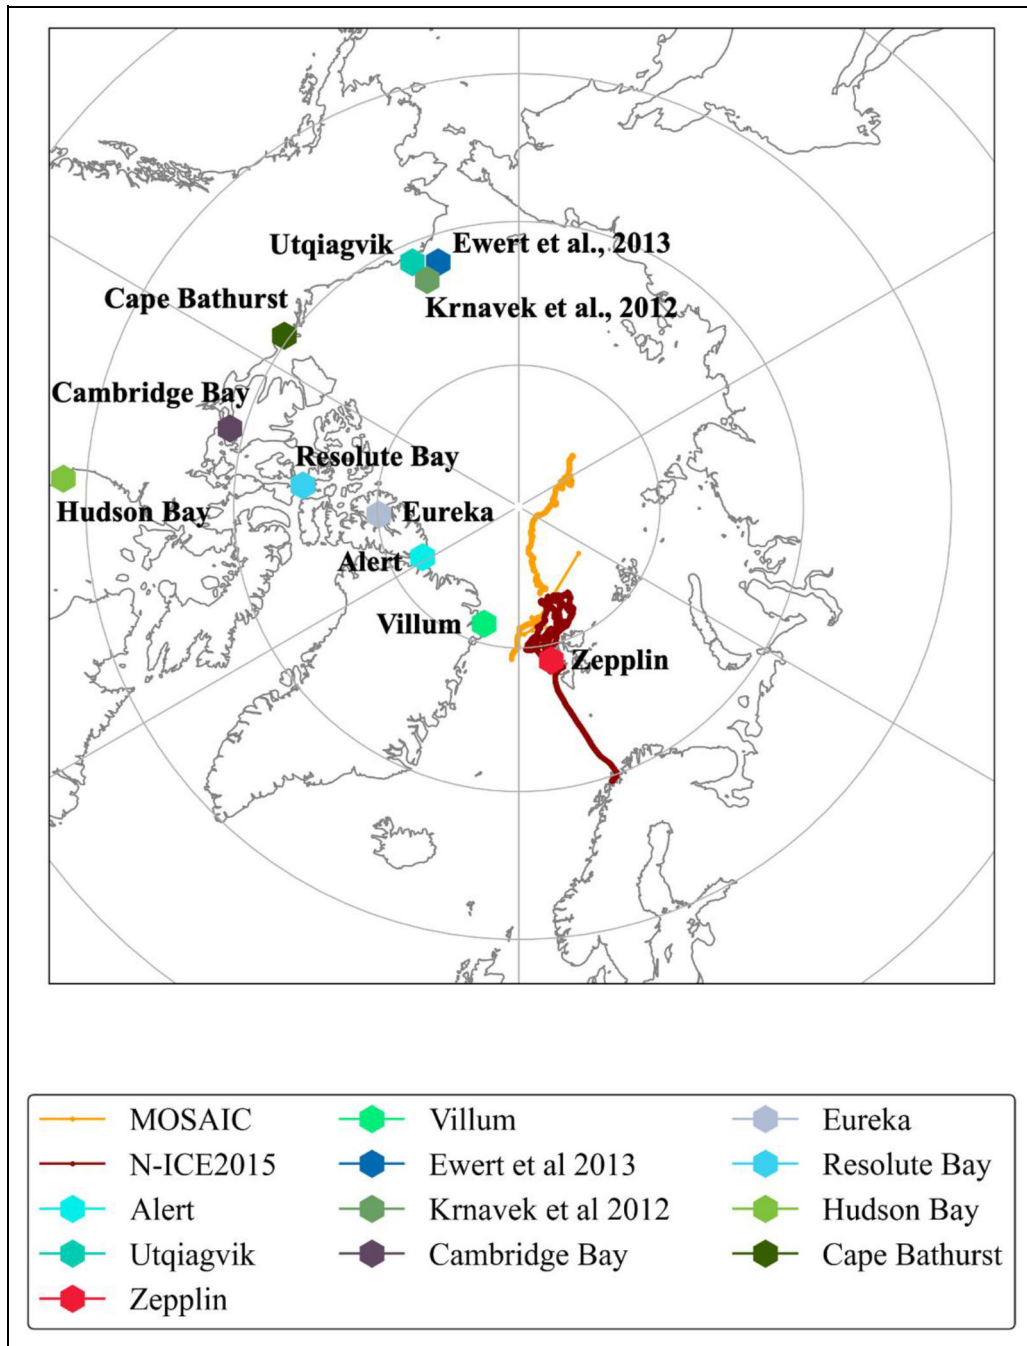 Utqiagvik
Ewert et al., 2013
Cape Bathurst
Krnavek et al., 2012
Cambridge Bay
Resolute Bay
Hudson Bay
Eureka
Alert
Villum
Zepplin
MOSAIC
N-ICE2015
Alert
Utqiagvik
Zepplin
Villum
Ewert et al 2013
Krnavek et al 2012
Cambridge Bay
Eureka
Resolute Bay
Hudson Bay
Cape Bathurst